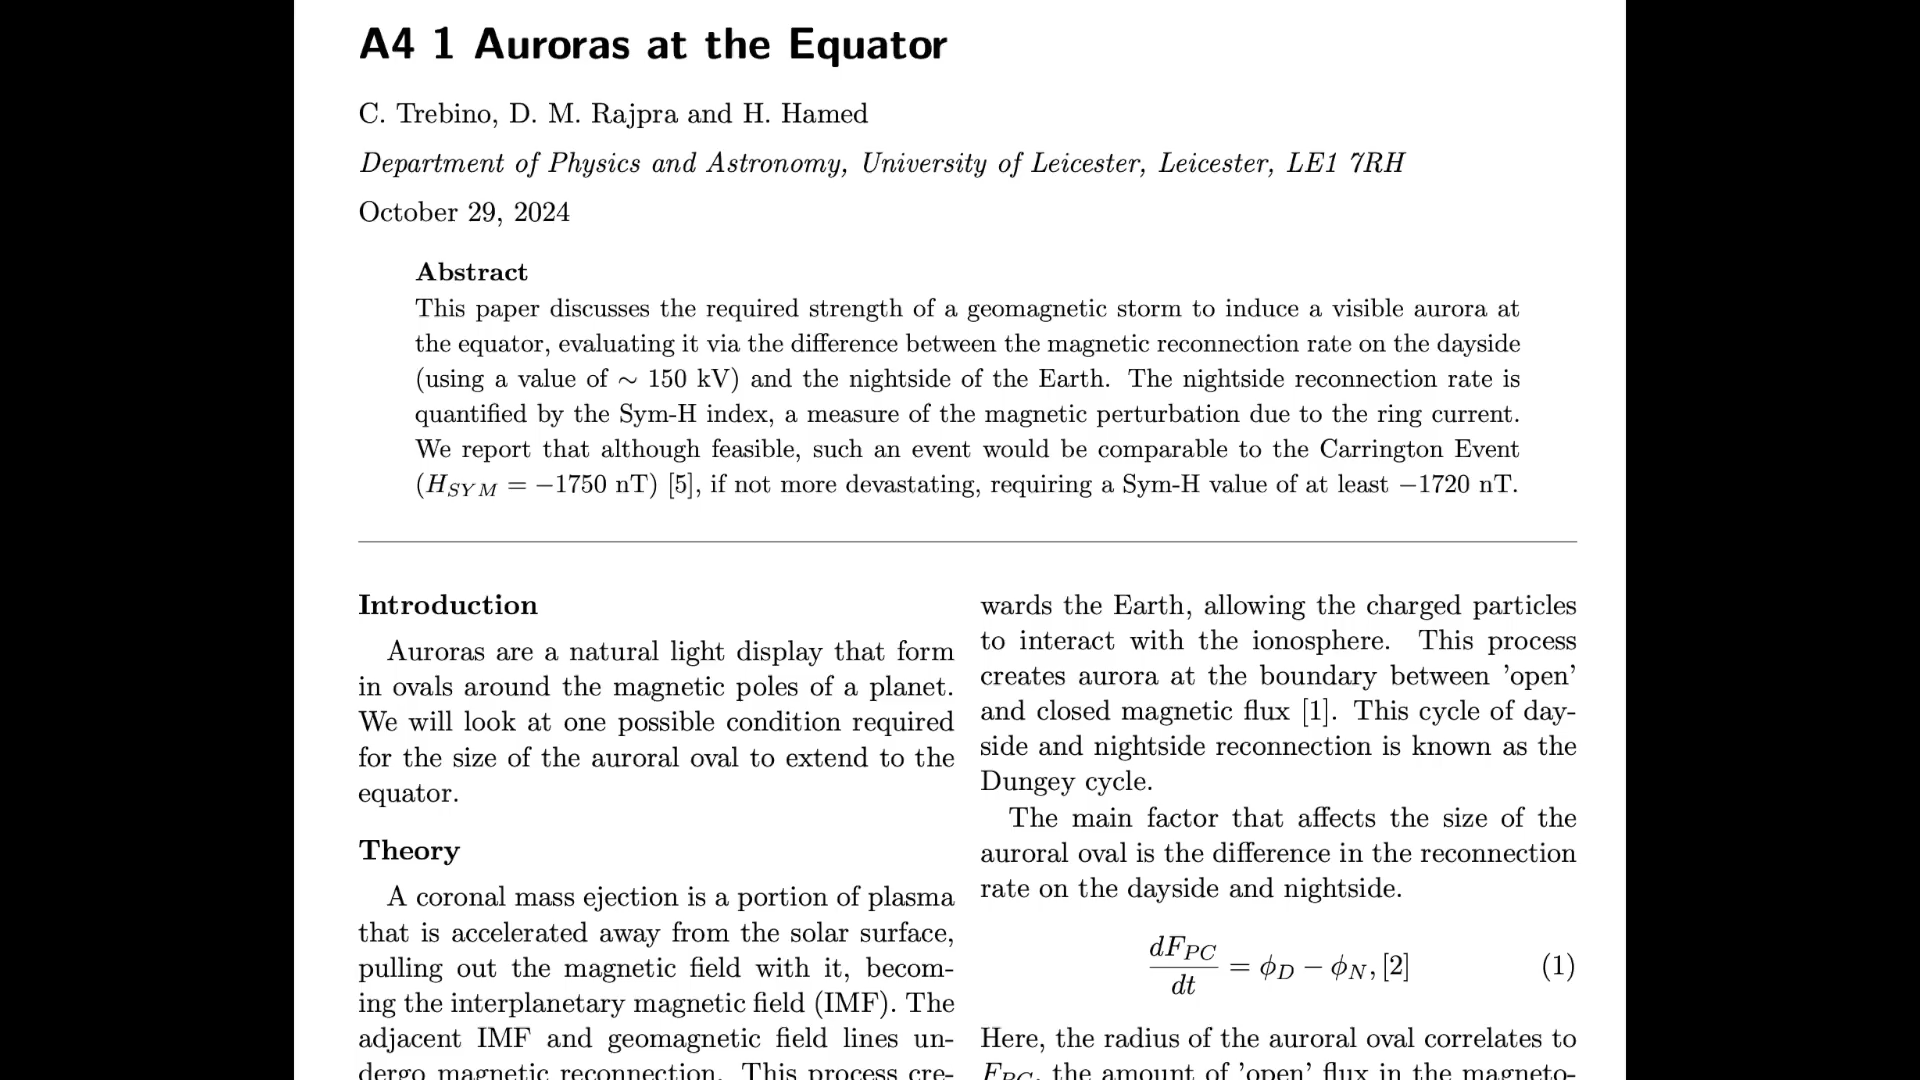 A4 1 Auroras at the Equator
C. Trebino, D. M. Rajpra and H. Hamed
Department of Physics and Astronomy, University of Leicester, Leicester, LE1 7RH
October 29, 2024
Abstract
This paper discusses the required strength of a geomagnetic storm to induce a visible aurora at
the equator, evaluating it via the difference between the magnetic reconnection rate on the dayside
(using a value of ∼ 150 kV) and the nightside of the Earth. The nightside reconnection rate is
quantified by the Sym-H index, a measure of the magnetic perturbation due to the ring current.
We report that although feasible, such an event would be comparable to the Carrington Event
(H_SYM = −1750 nT) [5], if not more devastating, requiring a Sym-H value of at least −1720 nT.
Introduction
Auroras are a natural light display that form
in ovals around the magnetic poles of a planet.
We will look at one possible condition required
for the size of the auroral oval to extend to the
equator.
Theory
A coronal mass ejection is a portion of plasma
that is accelerated away from the solar surface,
pulling out the magnetic field with it, becom-
ing the interplanetary magnetic field (IMF). The
adjacent IMF and geomagnetic field lines un-
dergo magnetic reconnection. This process cre-
wards the Earth, allowing the charged particles
to interact with the ionosphere. This process
creates aurora at the boundary between ’open’
and closed magnetic flux [1]. This cycle of day-
side and nightside reconnection is known as the
Dungey cycle.
The main factor that affects the size of the
auroral oval is the difference in the reconnection
rate on the dayside and nightside.
dF_PC/dt = ϕ_D − ϕ_N, [2] (1)
Here, the radius of the auroral oval correlates to
F_PC, the amount of ’open’ flux in the magneto-